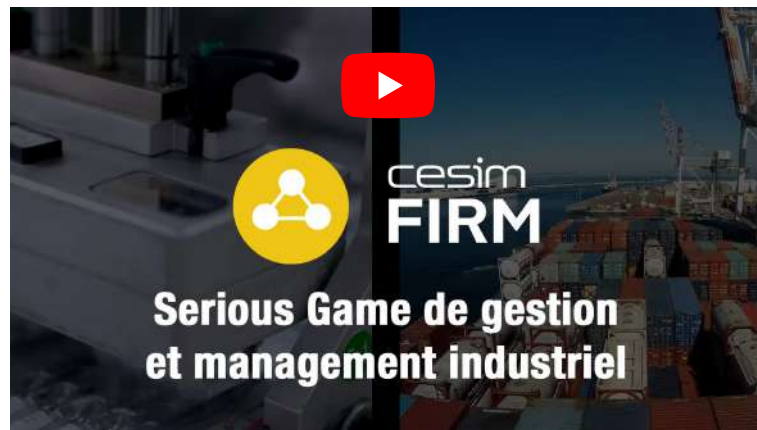 cesim
FIRM
Serious Game de gestion
et management industriel